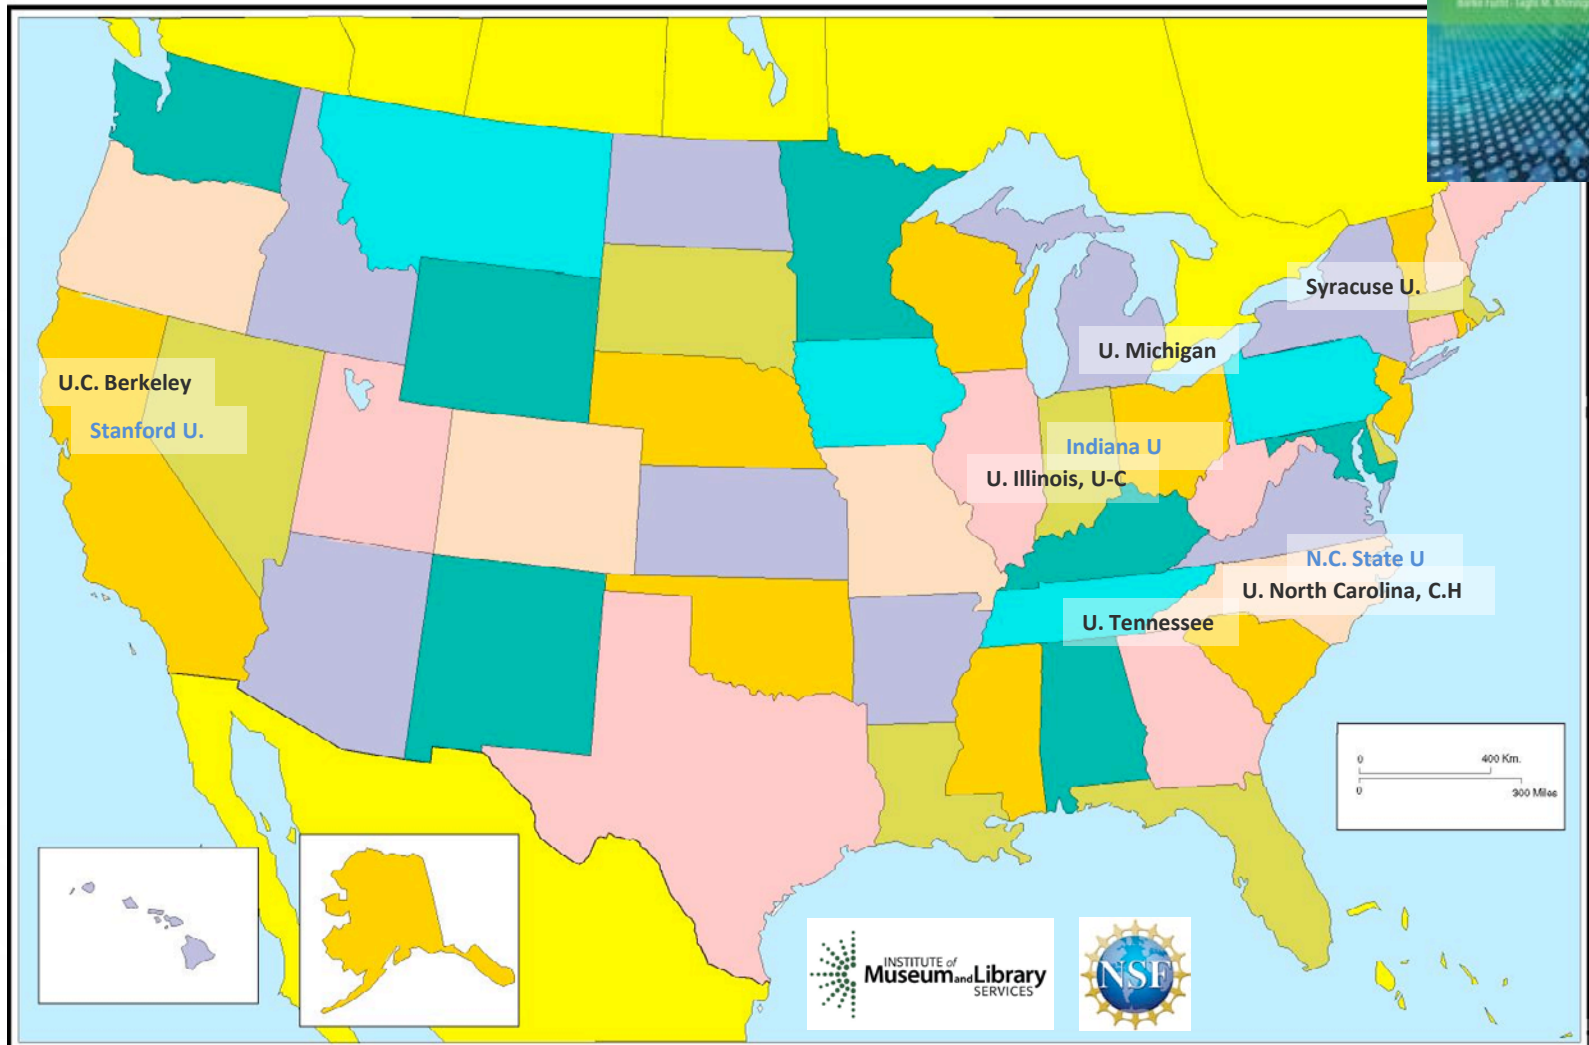 Syracuse U.
U. Michigan
U.C. Berkeley
Stanford U.
Indiana U
U. Illinois, U-C
N.C. State U
U. North Carolina, C.H
U. Tennessee
0 400 Km.
0 300 Miles
INSTITUTE of
Museum and Library
SERVICES
NSF